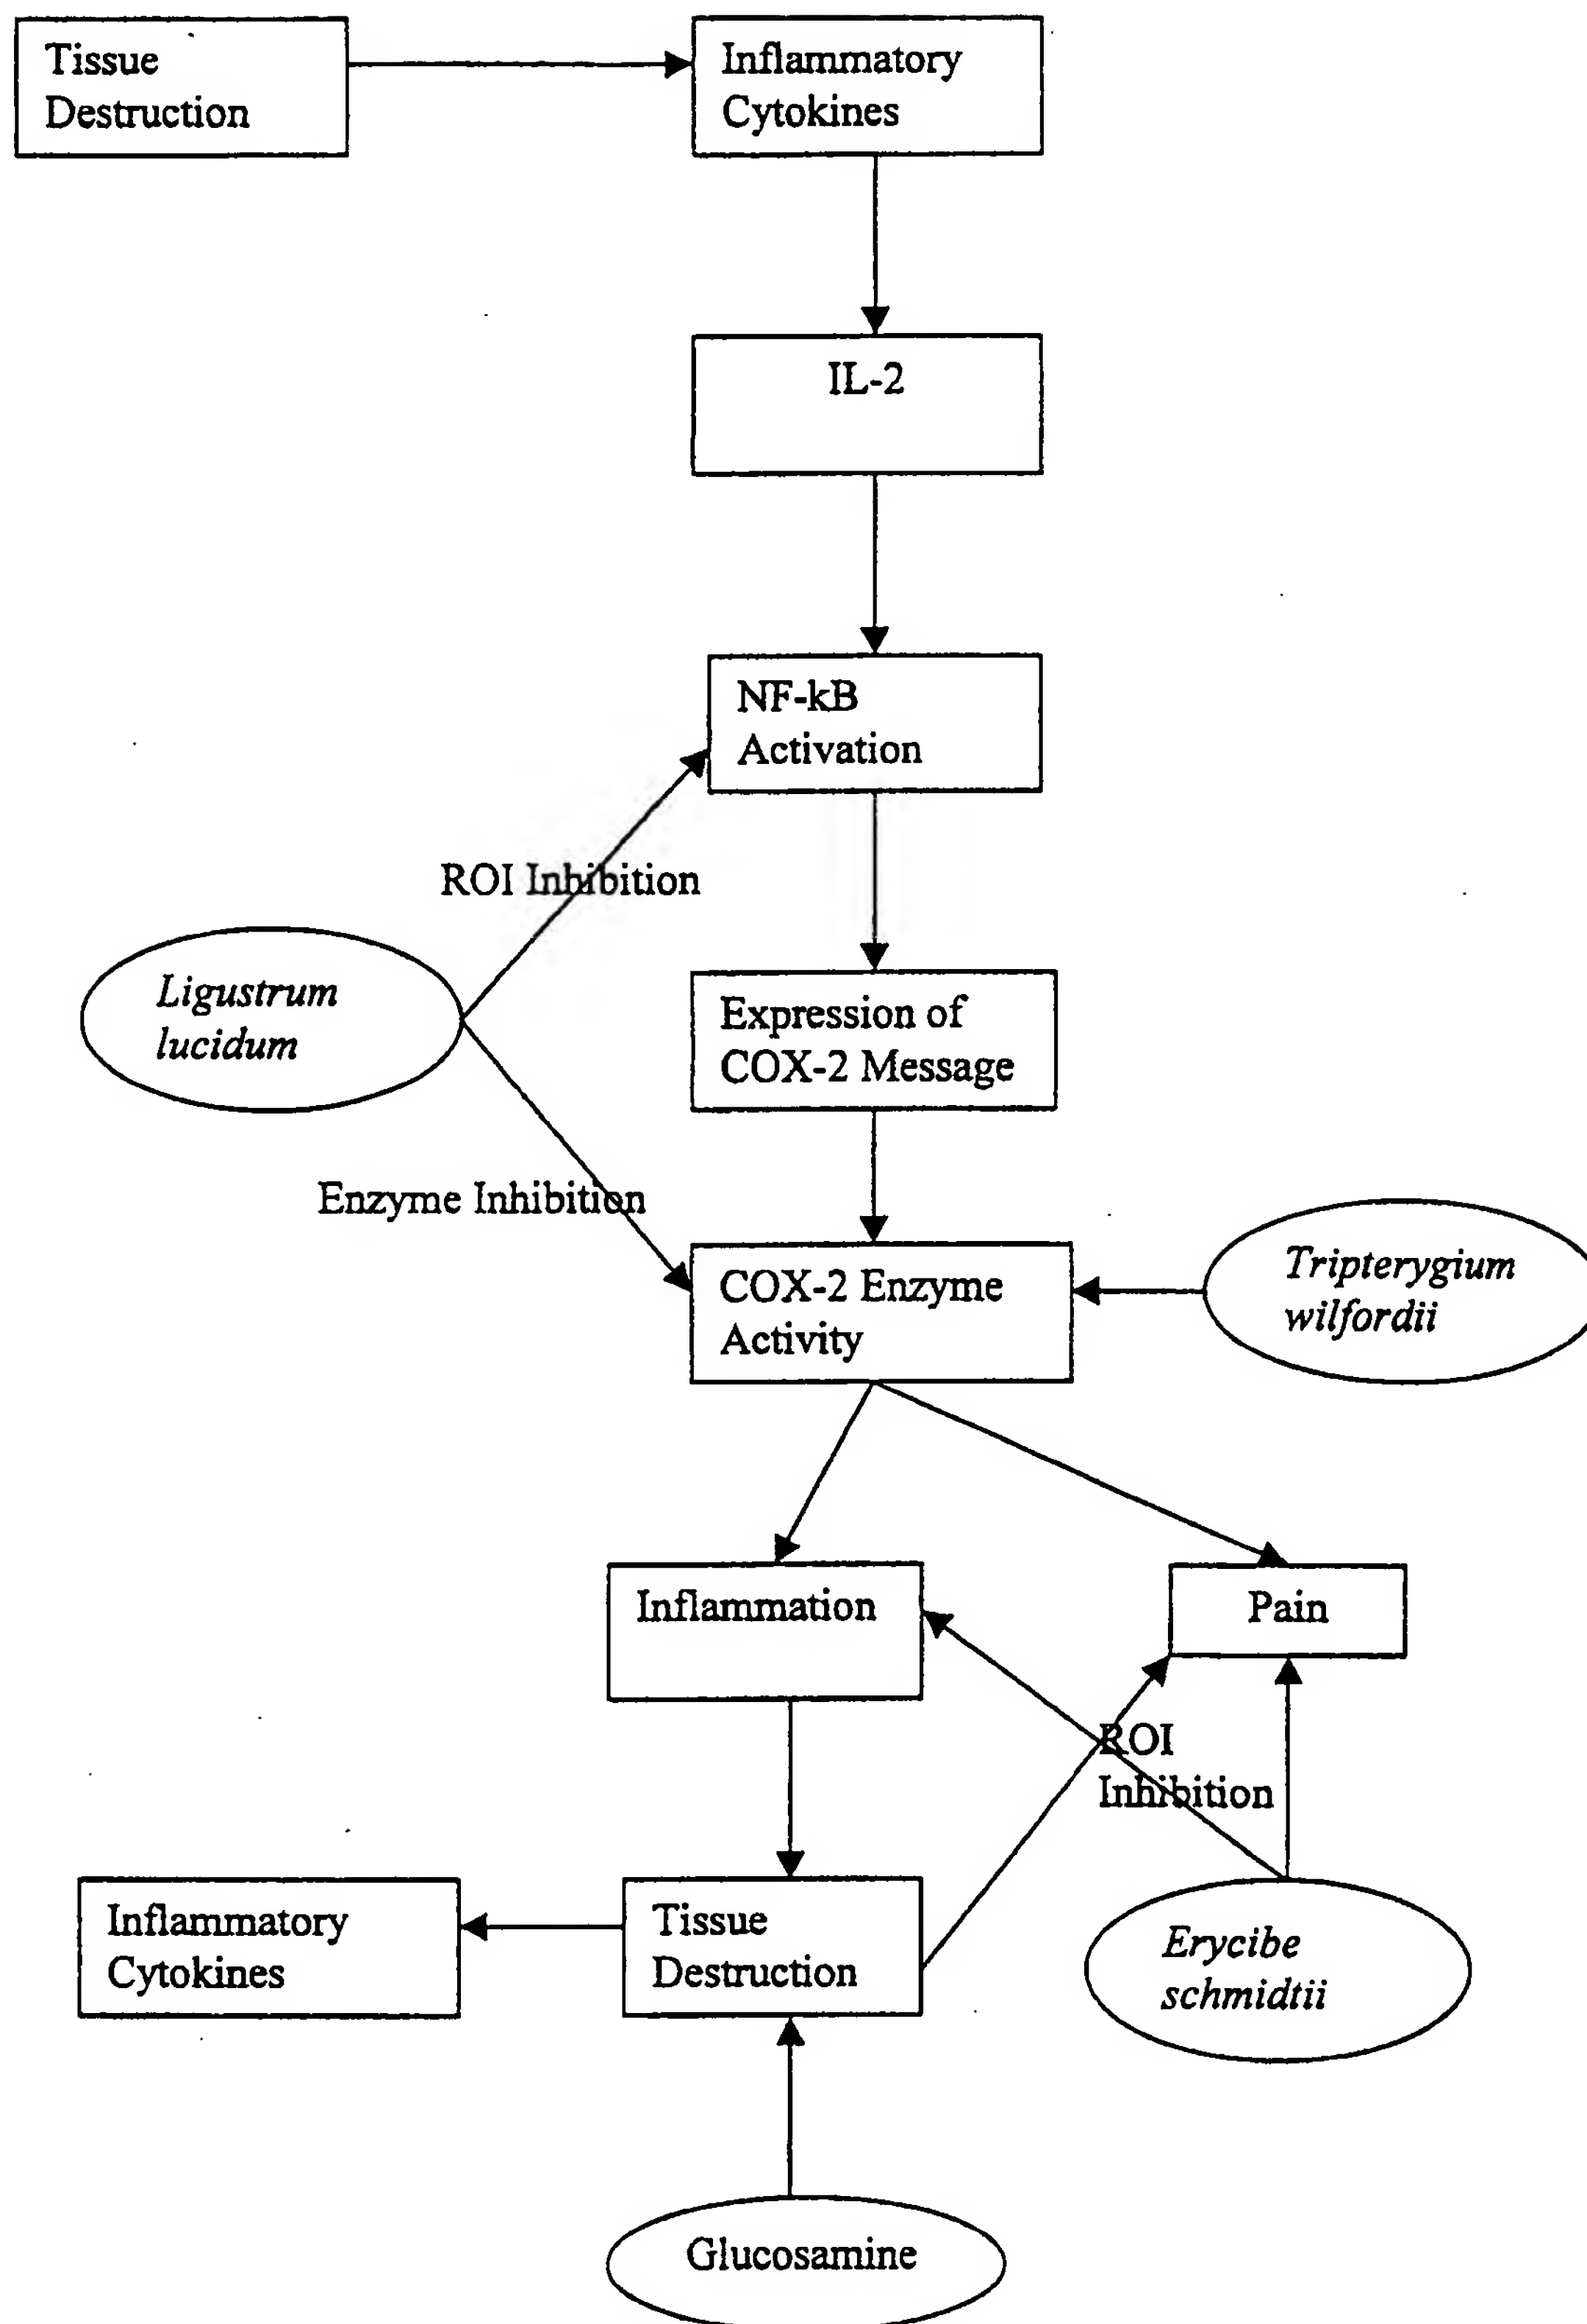 Tissue
Destruction
Inflammatory
Cytokines
IL-2
NF-kB
Activation
ROI Inhibition
Ligustrum
lucidum
Expression of
COX-2 Message
Enzyme Inhibition
COX-2 Enzyme
Activity
Tripterygium
wilfordii
Inflammation
Pain
ROI
Inhibition
Inflammatory
Cytokines
Tissue
Destruction
Erycibe
schmidtii
Glucosamine